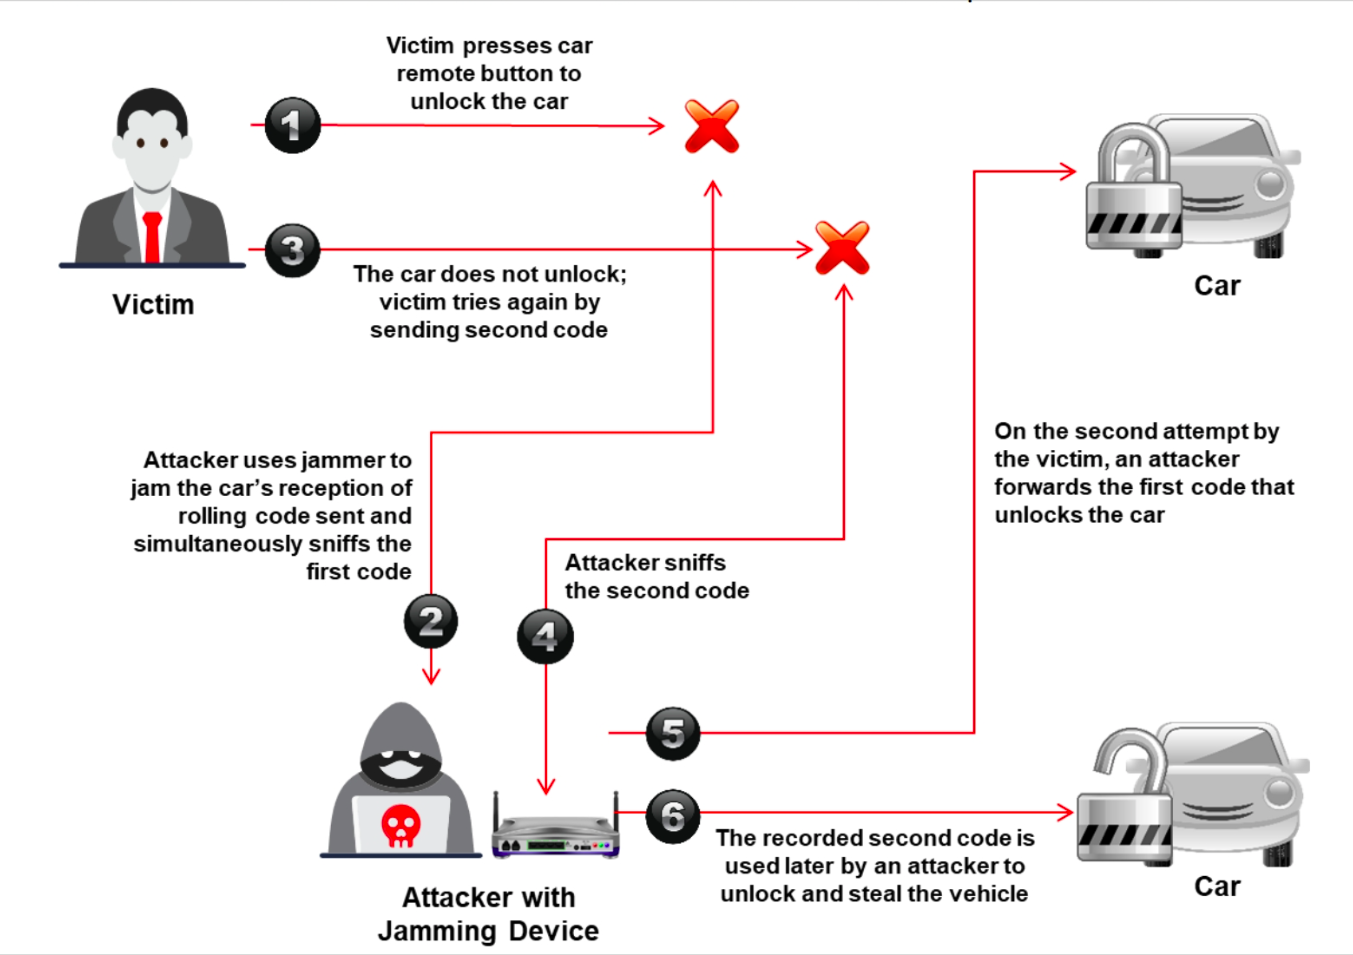 Victim presses car
remote button to
unlock the car
1
3
The car does not unlock;
victim tries again by
sending second code
Victim
Car
Attacker uses jammer to
jam the car's reception of
rolling code sent and
simultaneously sniffs the
first code
2
Attacker sniffs
the second code
4
On the second attempt by
the victim, an attacker
forwards the first code that
unlocks the car
5
6
The recorded second code is
used later by an attacker to
unlock and steal the vehicle
Attacker with
Jamming Device
Car